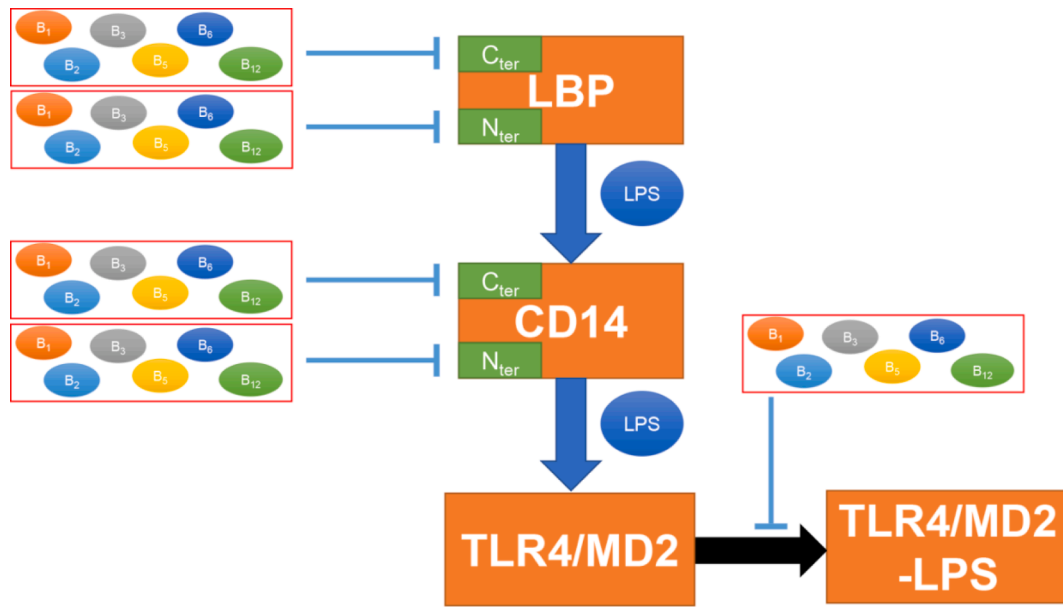 B1 B3 B6
B2 B5 B12
B1 B3 B6
B2 B5 B12
Cter
LBP
Nter
LPS
B1 B3 B6
B2 B5 B12
B1 B3 B6
B2 B5 B12
Cter
CD14
Nter
LPS
B1 B3 B6
B2 B5 B12
TLR4/MD2
TLR4/MD2
-LPS